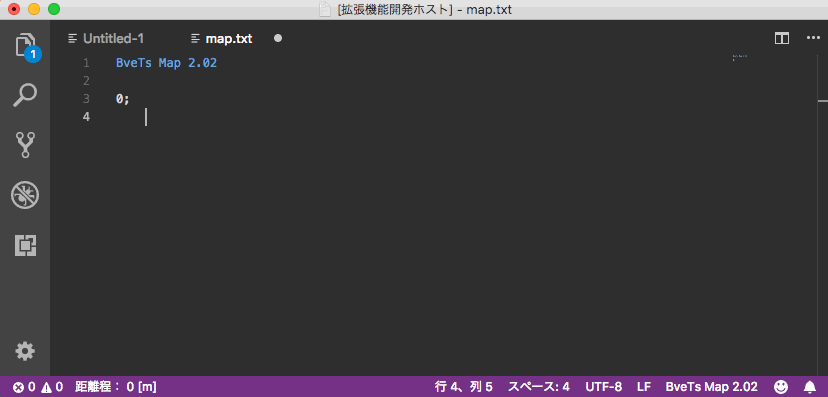 [拡張機能開発ホスト] - map.txt
Untitled-1 map.txt
1
1 BveTs Map 2.02
2
3 0;
4
0 0 距離程： 0 [m] 行 4、列 5 スペース: 4 UTF-8 LF BveTs Map 2.02